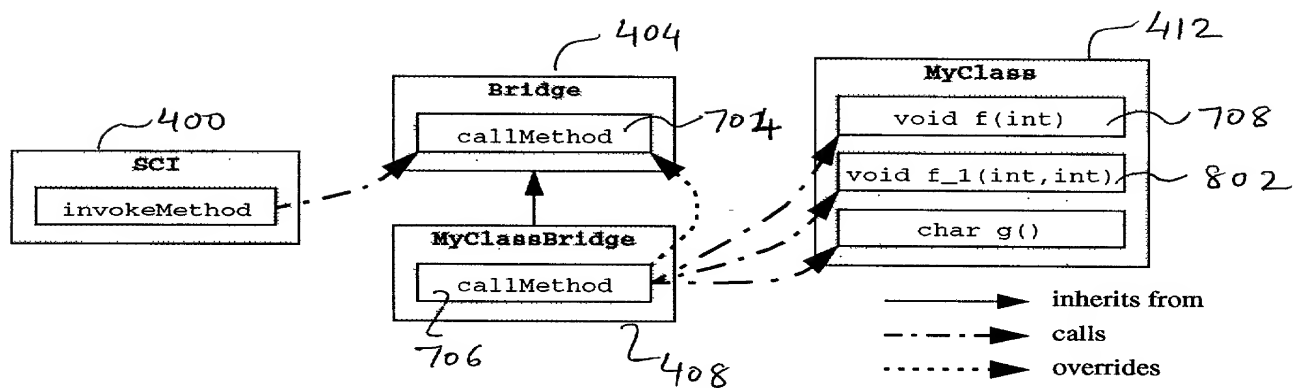 404
412
400
Bridge
MyClass
callMethod
void f(int)
708
SCI
invokeMethod
void f_1(int,int)
802
MyClassBridge
char g()
callMethod
inherits from
706
408
calls
overrides